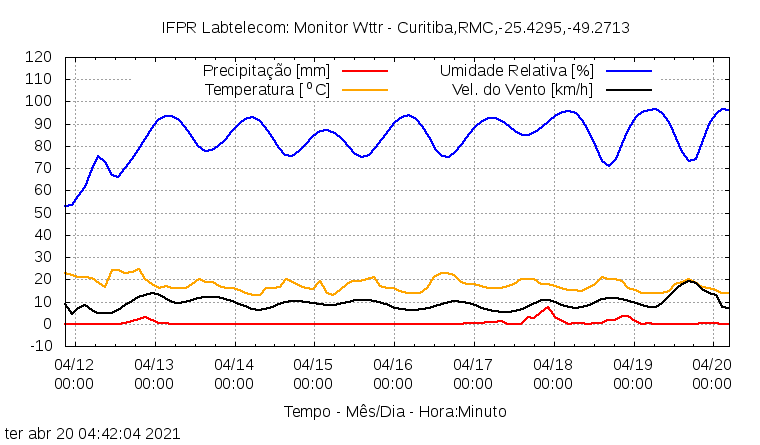 IFPR Labtelecom: Monitor Wttr - Curitiba,RMC,-25.4295,-49.2713
120
110
100
90
80
70
60
50
40
30
20
10
0
-10
Precipitação [mm]
Temperatura [ ⁰C]
Umidade Relativa [%]
Vel. do Vento [km/h]
04/12 04/13 04/14 04/15 04/16 04/17 04/18 04/19 04/20
00:00 00:00 00:00 00:00 00:00 00:00 00:00 00:00 00:00
Tempo - Mês/Dia - Hora:Minuto
ter abr 20 04:42:04 2021